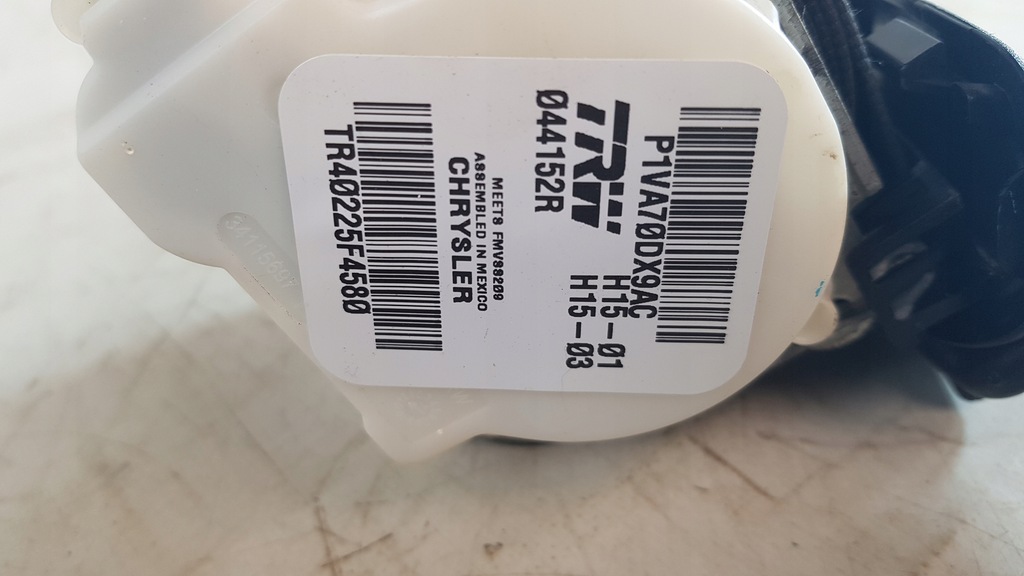 P1VA70DX9AC
TRW
H15-01
044152R
H15-03
MEETS FMVSS209
ASSEMBLED IN MEXICO
CHRYSLER
TR40225F4580